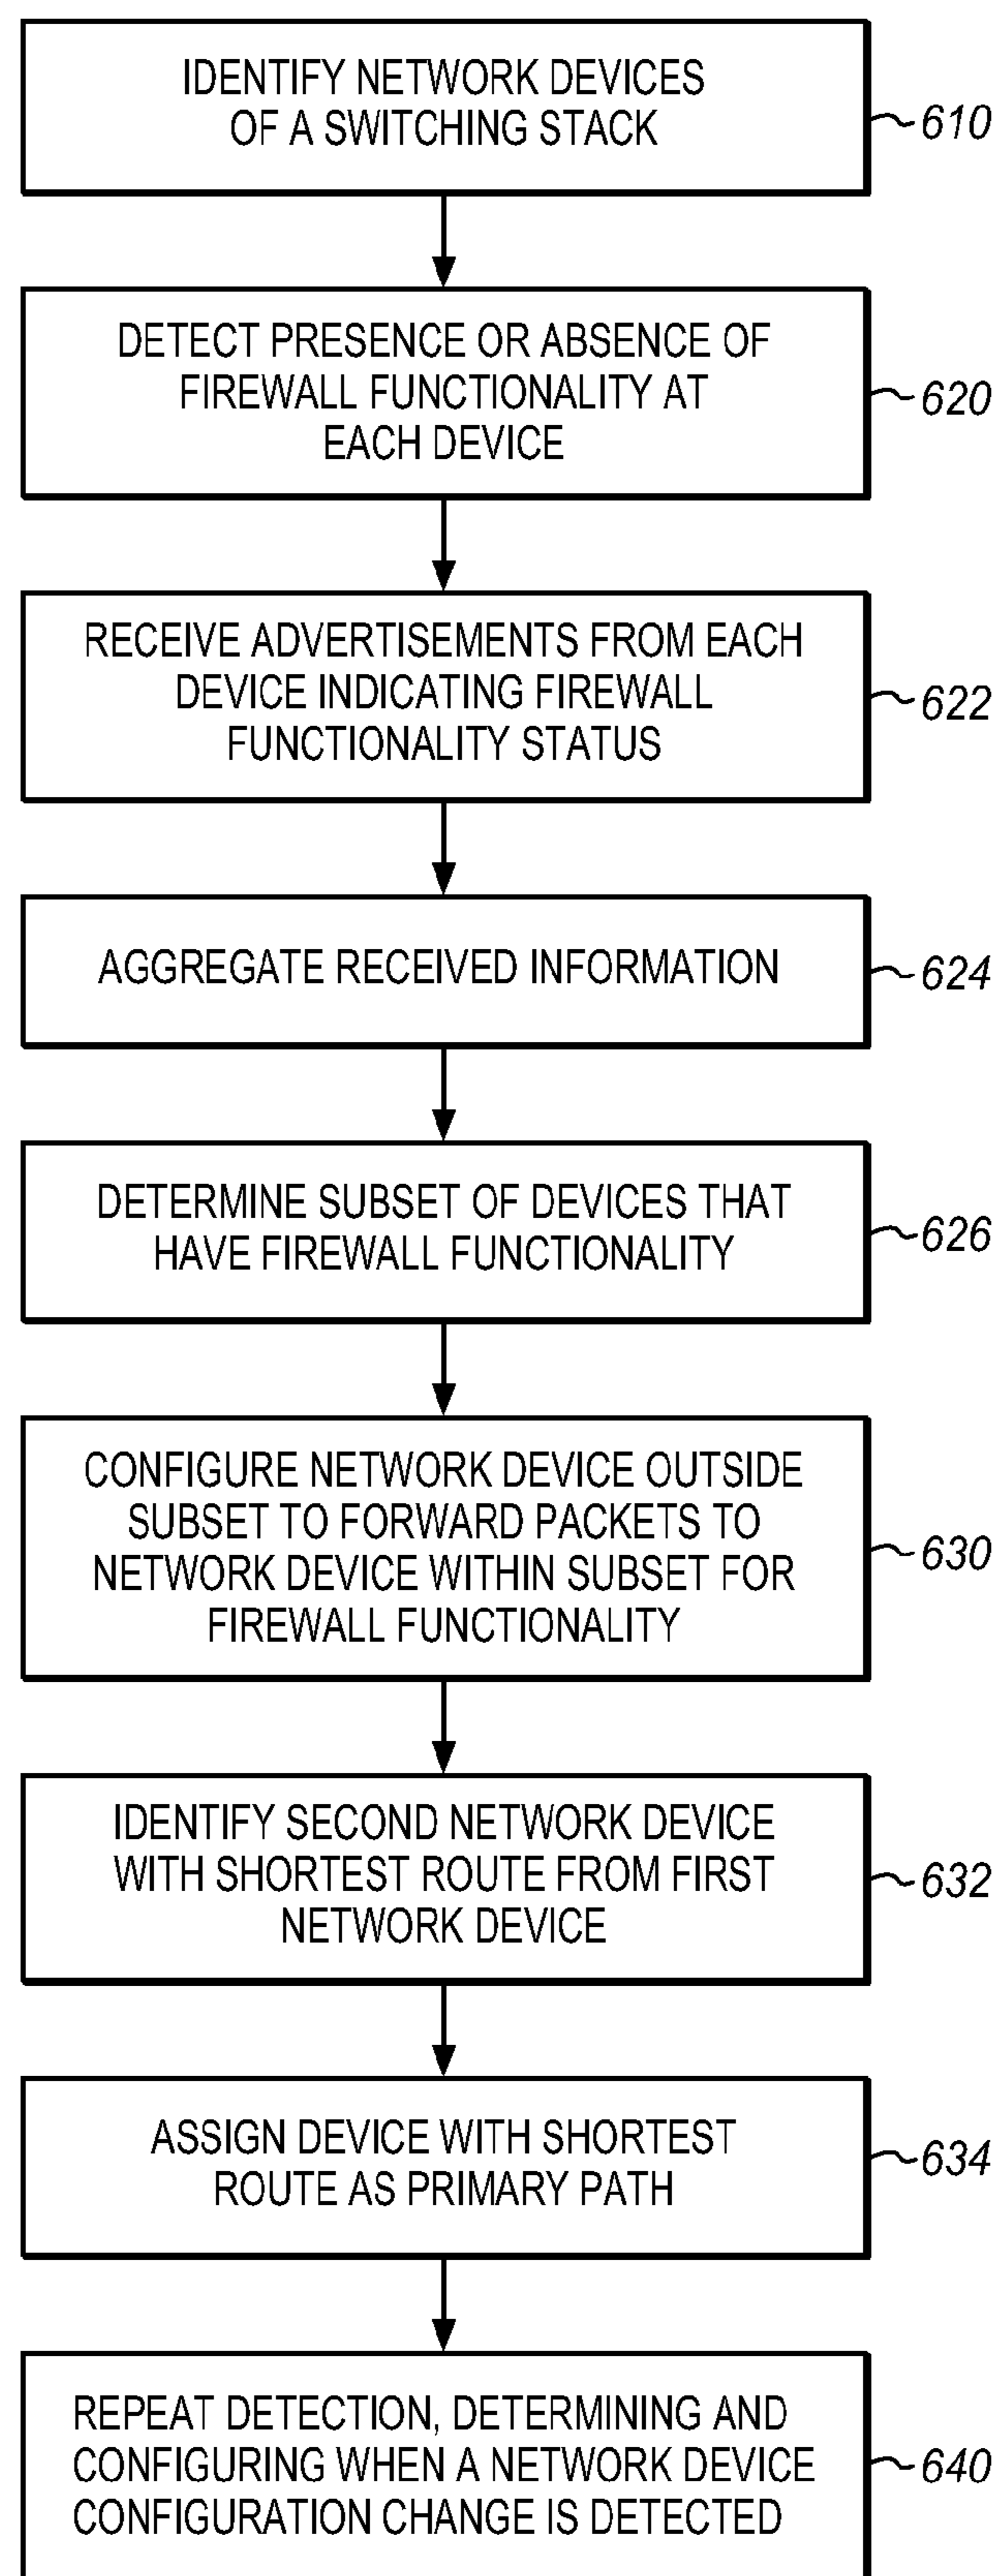 IDENTIFY NETWORK DEVICES
OF A SWITCHING STACK
610
DETECT PRESENCE OR ABSENCE OF
FIREWALL FUNCTIONALITY AT
EACH DEVICE
620
RECEIVE ADVERTISEMENTS FROM EACH
DEVICE INDICATING FIREWALL
FUNCTIONALITY STATUS
622
AGGREGATE RECEIVED INFORMATION
624
DETERMINE SUBSET OF DEVICES THAT
HAVE FIREWALL FUNCTIONALITY
626
CONFIGURE NETWORK DEVICE OUTSIDE
SUBSET TO FORWARD PACKETS TO
NETWORK DEVICE WITHIN SUBSET FOR
FIREWALL FUNCTIONALITY
630
IDENTIFY SECOND NETWORK DEVICE
WITH SHORTEST ROUTE FROM FIRST
NETWORK DEVICE
632
ASSIGN DEVICE WITH SHORTEST
ROUTE AS PRIMARY PATH
634
REPEAT DETECTION, DETERMINING AND
CONFIGURING WHEN A NETWORK DEVICE
CONFIGURATION CHANGE IS DETECTED
640